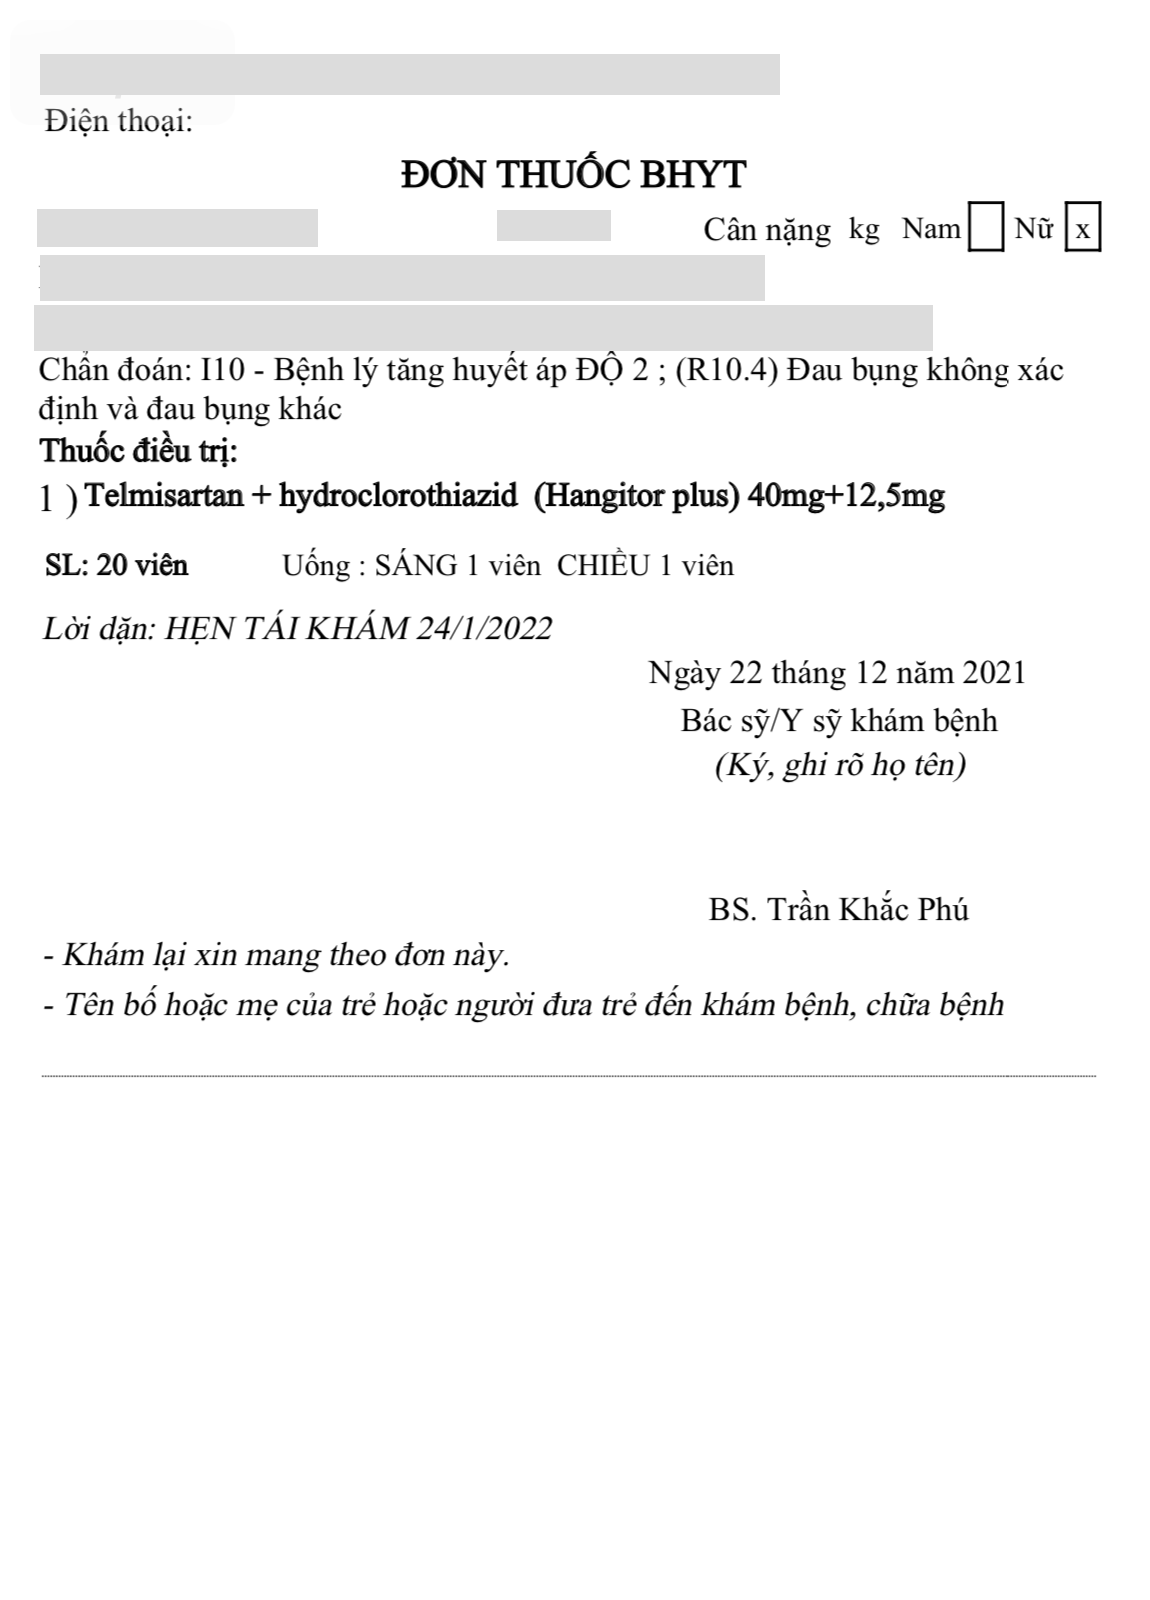 Điện thoại:
ĐƠN THUỐC BHYT
Cân nặng kg Nam Nữ x
Chẩn đoán: I10 - Bệnh lý tăng huyết áp ĐỘ 2 ; (R10.4) Đau bụng không xác
định và đau bụng khác
Thuốc điều trị:
1 ) Telmisartan + hydroclorothiazid (Hangitor plus) 40mg+12,5mg
SL: 20 viên Uống : SÁNG 1 viên CHIỀU 1 viên
Lời dặn: HẸN TÁI KHÁM 24/1/2022
Ngày 22 tháng 12 năm 2021
Bác sỹ/Y sỹ khám bệnh
(Ký, ghi rõ họ tên)
BS. Trần Khắc Phú
- Khám lại xin mang theo đơn này.
- Tên bố hoặc mẹ của trẻ hoặc người đưa trẻ đến khám bệnh, chữa bệnh